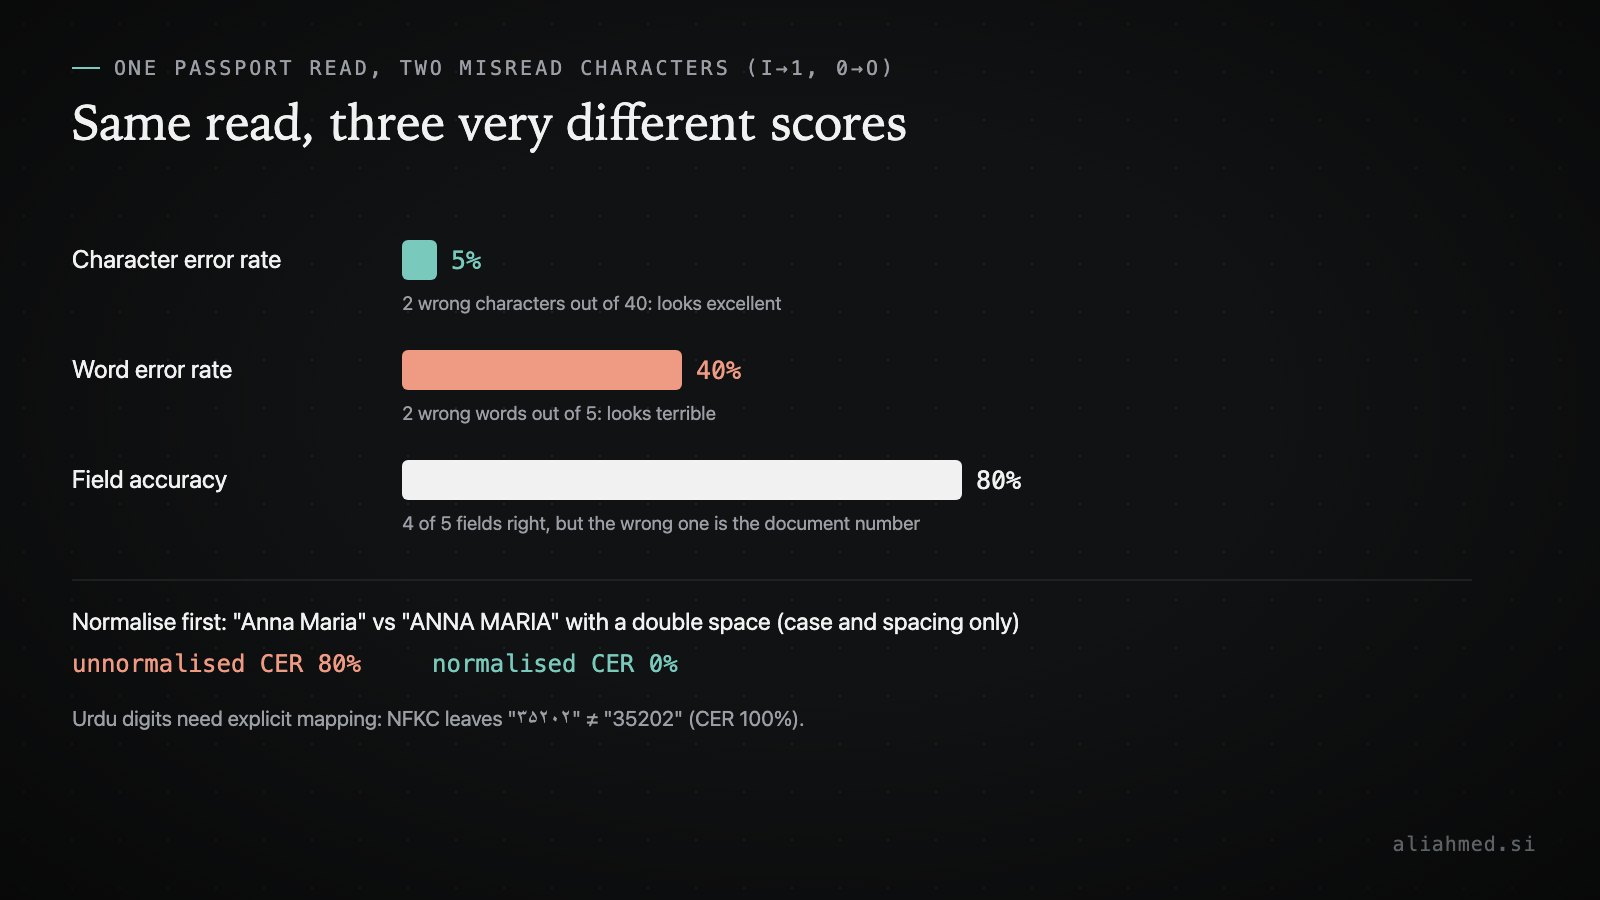 ONE PASSPORT READ, TWO MISREAD CHARACTERS (I→1, 0→O)
Same read, three very different scores
Character error rate
5%
2 wrong characters out of 40: looks excellent
Word error rate
40%
2 wrong words out of 5: looks terrible
Field accuracy
80%
4 of 5 fields right, but the wrong one is the document number
Normalise first: "Anna Maria" vs "ANNA MARIA" with a double space (case and spacing only)
unnormalised CER 80% normalised CER 0%
Urdu digits need explicit mapping: NFKC leaves "۳۵۲۰۲" ≠ "35202" (CER 100%).
aliahmed.si